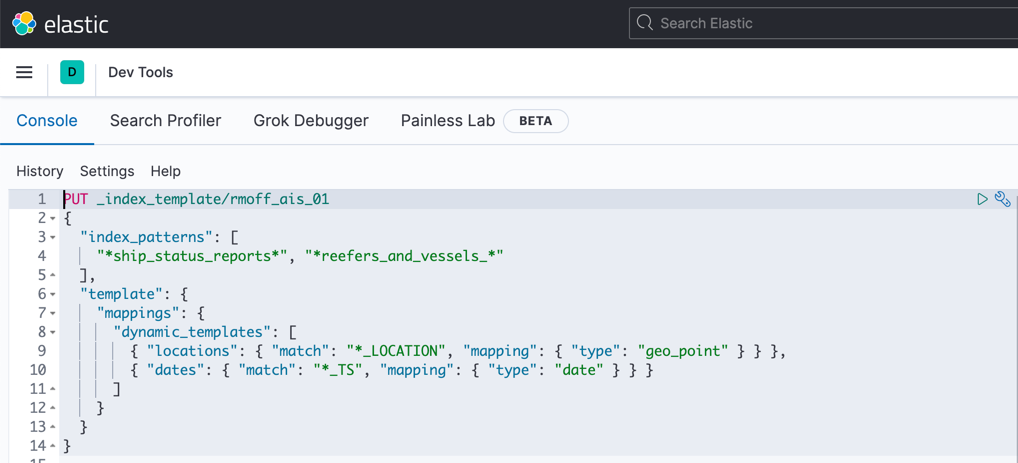 elastic
Search Elastic
D
Dev Tools
Console Search Profiler Grok Debugger Painless Lab BETA
History Settings Help
1 PUT _index_template/rmoff_ais_01
2 {
3 "index_patterns": [
4 "*ship_status_reports*", "*reefers_and_vessels_*"
5 ],
6 "template": {
7 "mappings": {
8 "dynamic_templates": [
9 { "locations": { "match": "*_LOCATION", "mapping": { "type": "geo_point" } } },
10 { "dates": { "match": "*_TS", "mapping": { "type": "date" } } }
11 ]
12 }
13 }
14 }
15